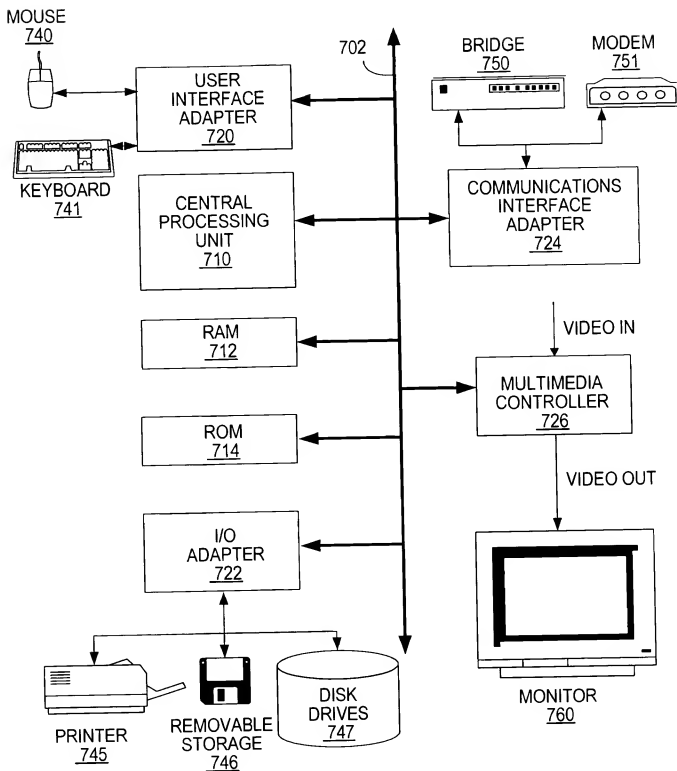 MOUSE
740
USER
INTERFACE
ADAPTER
720
KEYBOARD
741
702
BRIDGE
750
MODEM
751
COMMUNICATIONS
INTERFACE
ADAPTER
724
CENTRAL
PROCESSING
UNIT
710
RAM
712
VIDEO IN
MULTIMEDIA
CONTROLLER
726
ROM
714
VIDEO OUT
I/O
ADAPTER
722
PRINTER
745
REMOVABLE
STORAGE
746
DISK
DRIVES
747
MONITOR
760